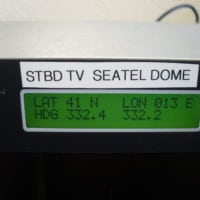 STBD TV SEATEL DOME
LAT 41 N LON 013 E
HDG 332.4 332.2